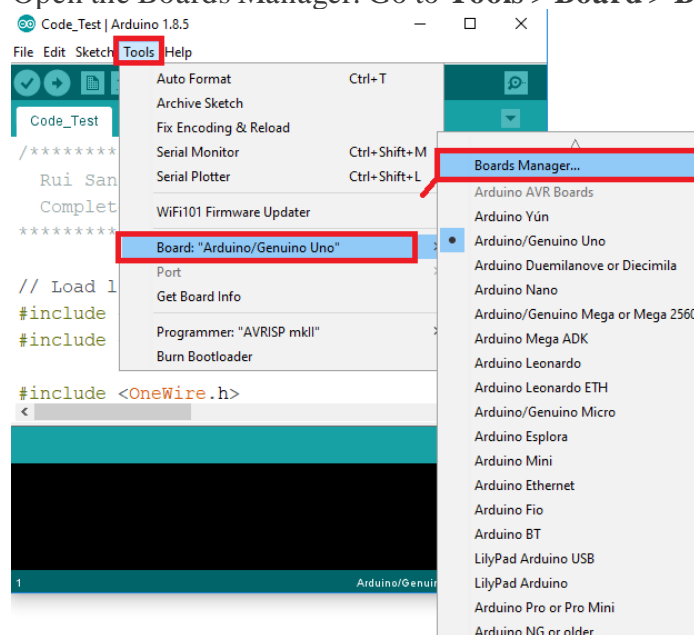 Open the Boards Manager. Go to Tools > Board > B
Code_Test | Arduino 1.8.5
File Edit Sketch Tools Help
Code_Test
/********
Rui San
Complet
*********
// Load l
#include
#include
#include <OneWire.h>
Auto Format Ctrl+T
Archive Sketch
Fix Encoding & Reload
Serial Monitor Ctrl+Shift+M
Serial Plotter Ctrl+Shift+L
WiFi101 Firmware Updater
Board: "Arduino/Genuino Uno"
Port
Get Board Info
Programmer: "AVRISP mkII"
Burn Bootloader
Boards Manager...
Arduino AVR Boards
Arduino Yún
Arduino/Genuino Uno
Arduino Duemilanove or Diecimila
Arduino Nano
Arduino/Genuino Mega or Mega 2560
Arduino Mega ADK
Arduino Leonardo
Arduino Leonardo ETH
Arduino/Genuino Micro
Arduino Esplora
Arduino Mini
Arduino Ethernet
Arduino Fio
Arduino BT
LilyPad Arduino USB
LilyPad Arduino
Arduino Pro or Pro Mini
Arduino NG or older
1 Arduino/Genuin